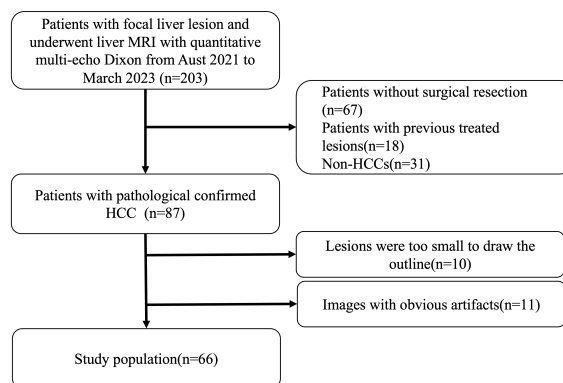 Patients with focal liver lesion and
underwent liver MRI with quantitative
multi-echo Dixon from Aust 2021 to
March 2023 (n=203)
Patients without surgical resection
(n=67)
Patients with previous treated
lesions(n=18)
Non-HCCs(n=31)
Patients with pathological confirmed
HCC (n=87)
Lesions were too small to draw the
outline(n=10)
Images with obvious artifacts(n=11)
Study population(n=66)